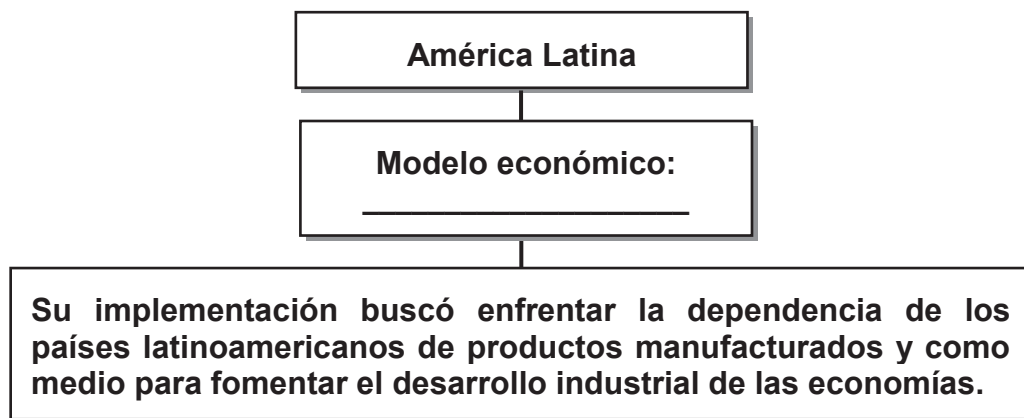 América Latina
Modelo económico:
____________________
Su implementación buscó enfrentar la dependencia de los
países latinoamericanos de productos manufacturados y como
medio para fomentar el desarrollo industrial de las economías.